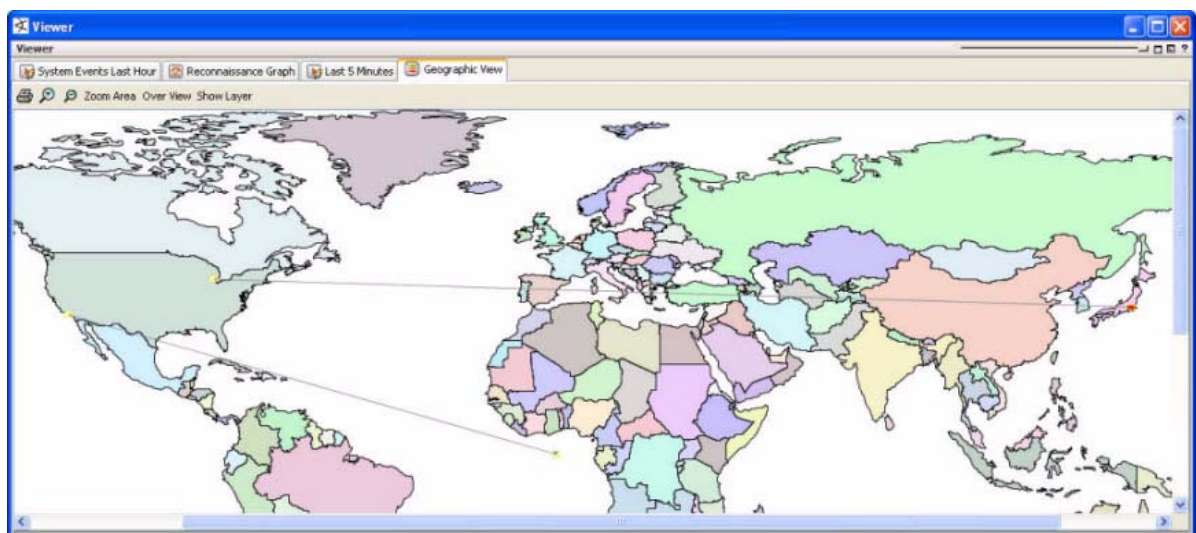 Viewer
Viewer
System Events Last Hour Reconnaissance Graph Last 5 Minutes Geographic View
Zoom Area Over View Show Layer